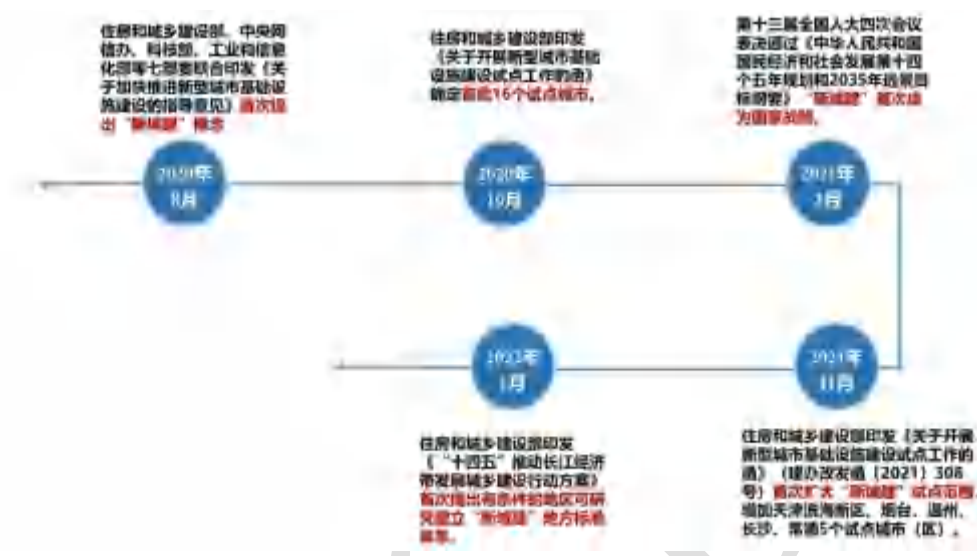 住房和城乡建设部、中央网
信办、科技部、工业和信息
化部等七部委联合印发《关
于加快推进新型城市基础设
施建设的指导意见》首次提
出“新城建”概念
2020年
8月
住房和城乡建设部印发
《关于开展新型城市基础
设施建设试点工作的函》
确定首批16个试点城市。
2020年
10月
第十三届全国人大四次会议
表决通过《中华人民共和国
国民经济和社会发展第十四
个五年规划和2035年远景目
标纲要》“新城建”首次成
为国家战略。
2021年
3月
2021年
11月
住房和城乡建设部印发《关于开展
新型城市基础设施建设试点工作的
函》(建办改发函〔2021〕308
号)首次扩大“新城建”试点范围,
增加天津滨海新区、烟台、温州、
长沙、常德5个试点城市(区)。
2022年
1月
住房和城乡建设部印发
《“十四五”推动长江经济
带发展城乡建设行动方案》
首次提出有条件的地区可研
究建立“新城建”地方标准
体系。